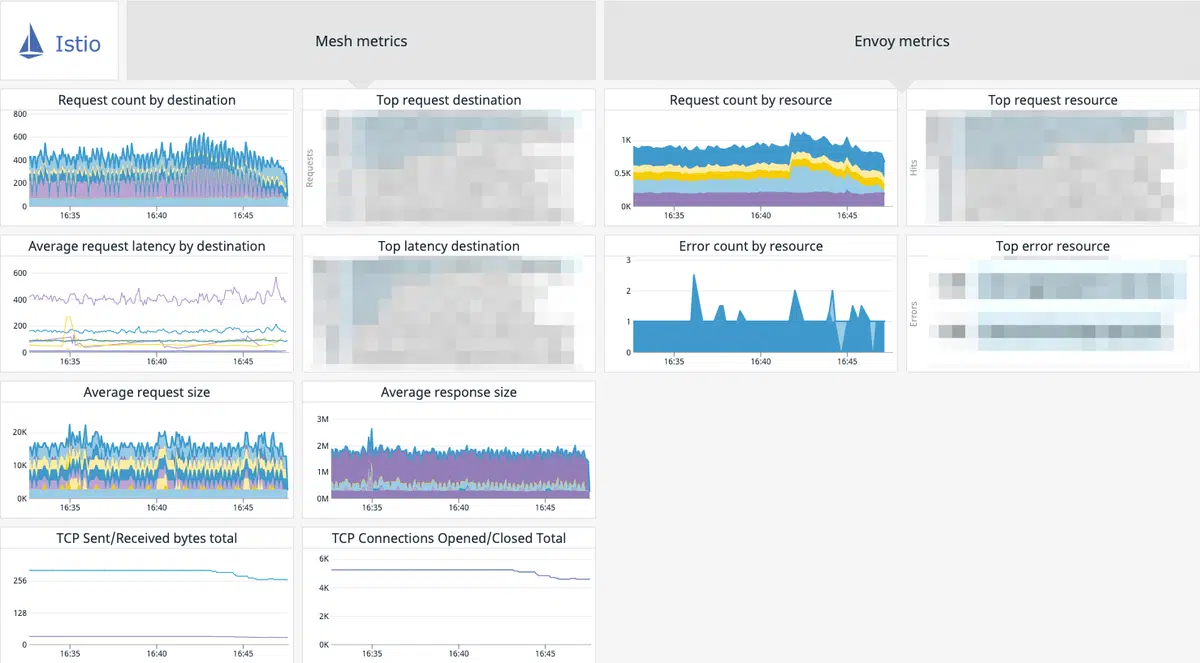 Istio
Mesh metrics
Envoy metrics
Request count by destination
800
600
400
200
0
16:35
16:40
16:45
Top request destination
Requests
Request count by resource
1K
0.5K
0K
16:35
16:40
16:45
Top request resource
Hits
Average request latency by destination
600
400
200
0
16:35
16:40
16:45
Top latency destination
Error count by resource
3
2
1
0
16:35
16:40
16:45
Top error resource
Errors
Average request size
20K
10K
0K
16:35
16:40
16:45
Average response size
3M
2M
1M
0M
16:35
16:40
16:45
TCP Sent/Received bytes total
256
128
0
16:35
16:40
16:45
TCP Connections Opened/Closed Total
6K
4K
2K
0K
16:35
16:40
16:45